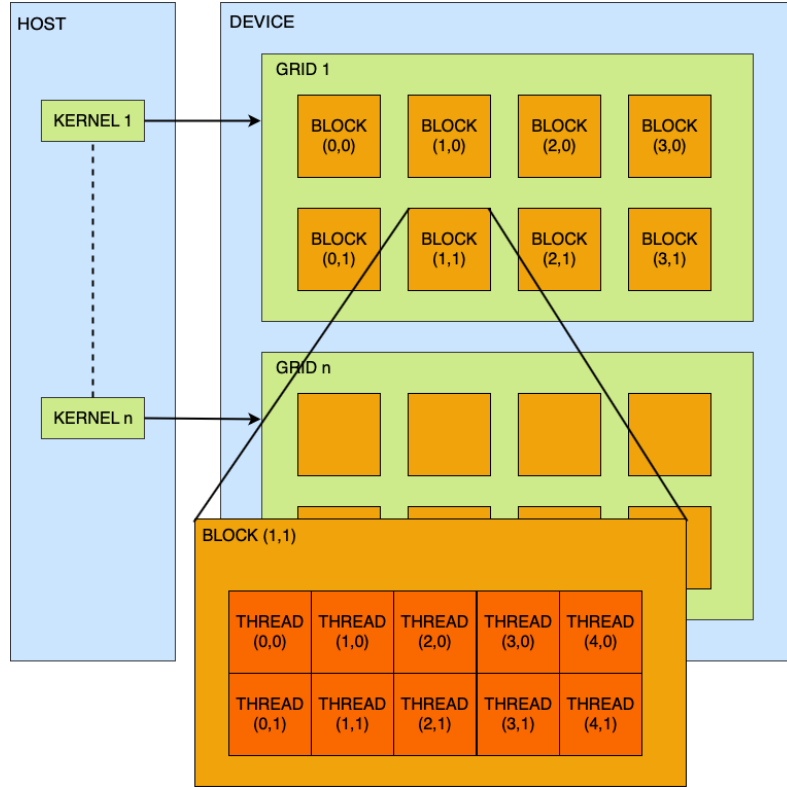 HOST
DEVICE
KERNEL 1
GRID 1
BLOCK
(0,0)
BLOCK
(1,0)
BLOCK
(2,0)
BLOCK
(3,0)
BLOCK
(0,1)
BLOCK
(1,1)
BLOCK
(2,1)
BLOCK
(3,1)
KERNEL n
GRID n
BLOCK (1,1)
THREAD
(0,0)
THREAD
(1,0)
THREAD
(2,0)
THREAD
(3,0)
THREAD
(4,0)
THREAD
(0,1)
THREAD
(1,1)
THREAD
(2,1)
THREAD
(3,1)
THREAD
(4,1)